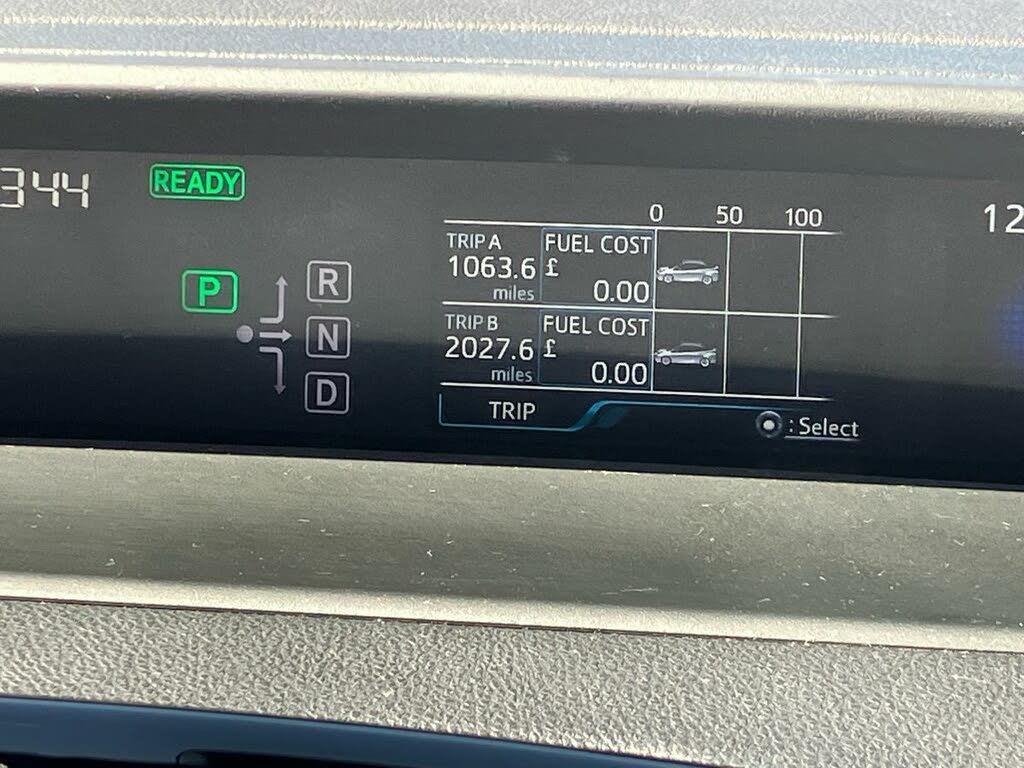 344
READY
P
R
N
D
0 50 100
TRIP A FUEL COST
1063.6 £
miles 0.00
TRIP B FUEL COST
2027.6 £
miles 0.00
TRIP
: Select
12